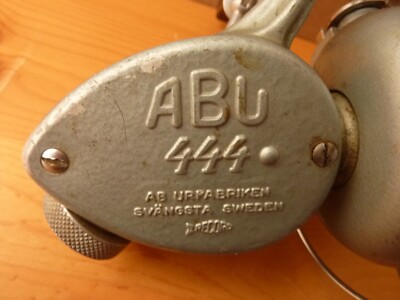 ABU
444
AB URFABRIKEN
SVÄNGSTA SWEDEN